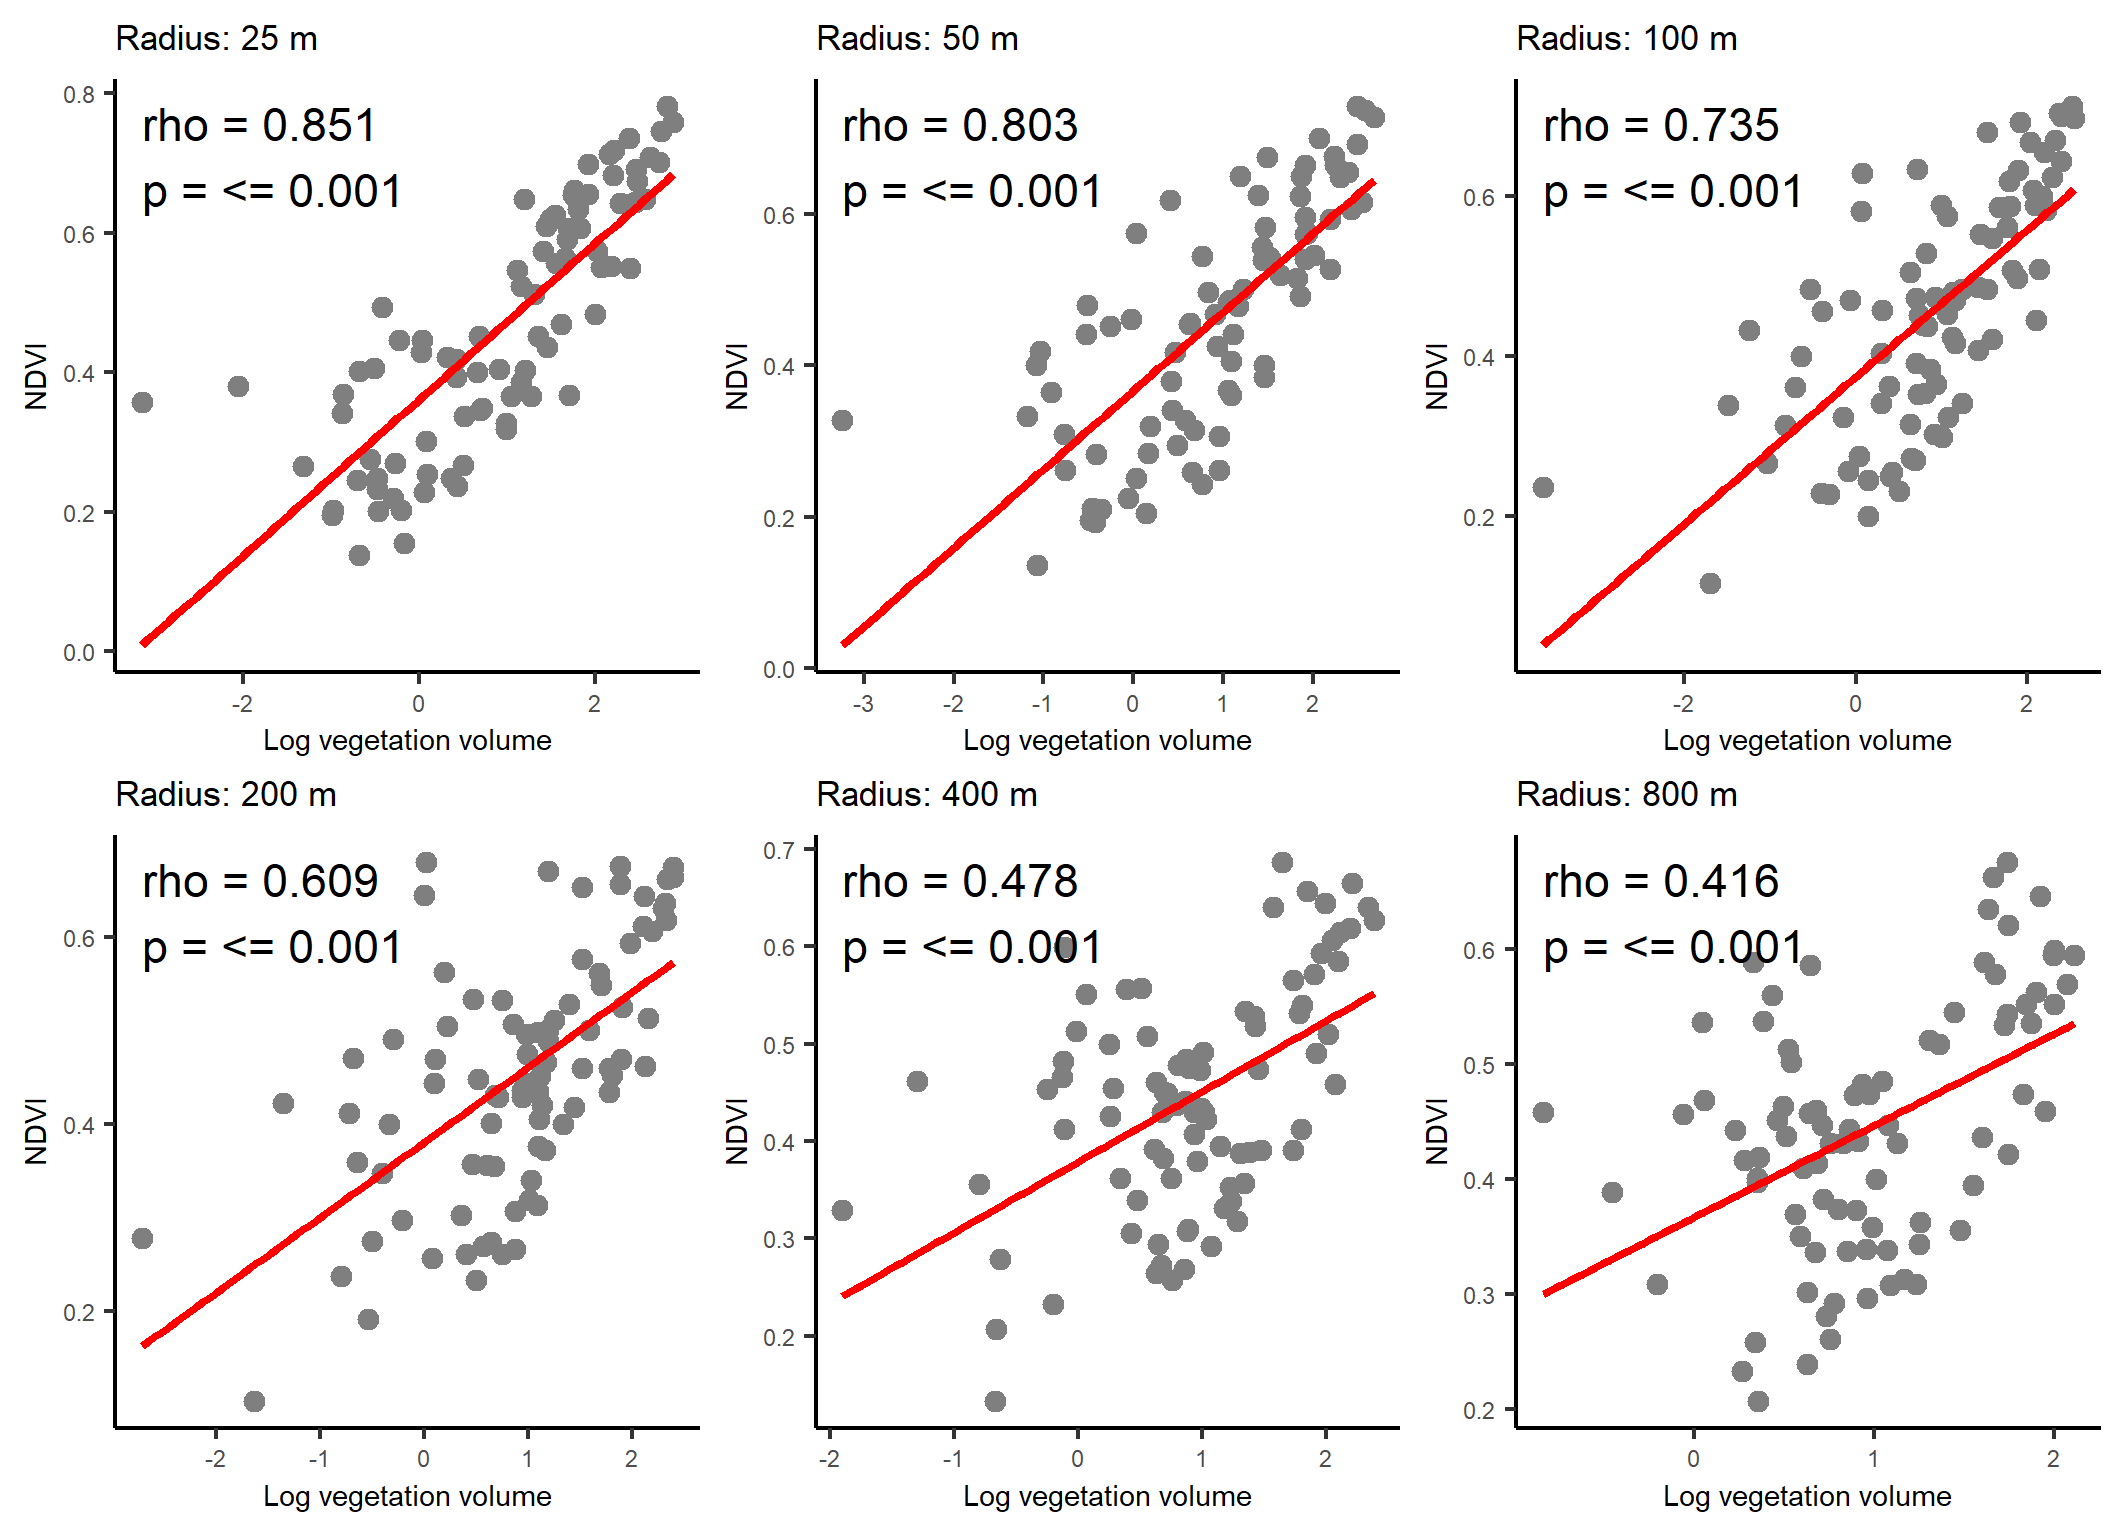 Radius: 25 m
rho = 0.851
p = <= 0.001
NDVI
0.8
0.6
0.4
0.2
0.0
-2
0
2
Log vegetation volume
Radius: 50 m
rho = 0.803
p = <= 0.001
NDVI
0.6
0.4
0.2
0.0
-3
-2
-1
0
1
2
Log vegetation volume
Radius: 100 m
rho = 0.735
p = <= 0.001
NDVI
0.6
0.4
0.2
-2
0
2
Log vegetation volume
Radius: 200 m
rho = 0.609
p = <= 0.001
NDVI
0.6
0.4
0.2
-2
-1
0
1
2
Log vegetation volume
Radius: 400 m
rho = 0.478
p = <= 0.001
NDVI
0.7
0.6
0.5
0.4
0.3
0.2
-2
-1
0
1
2
Log vegetation volume
Radius: 800 m
rho = 0.416
p = <= 0.001
NDVI
0.6
0.5
0.4
0.3
0.2
0
1
2
Log vegetation volume